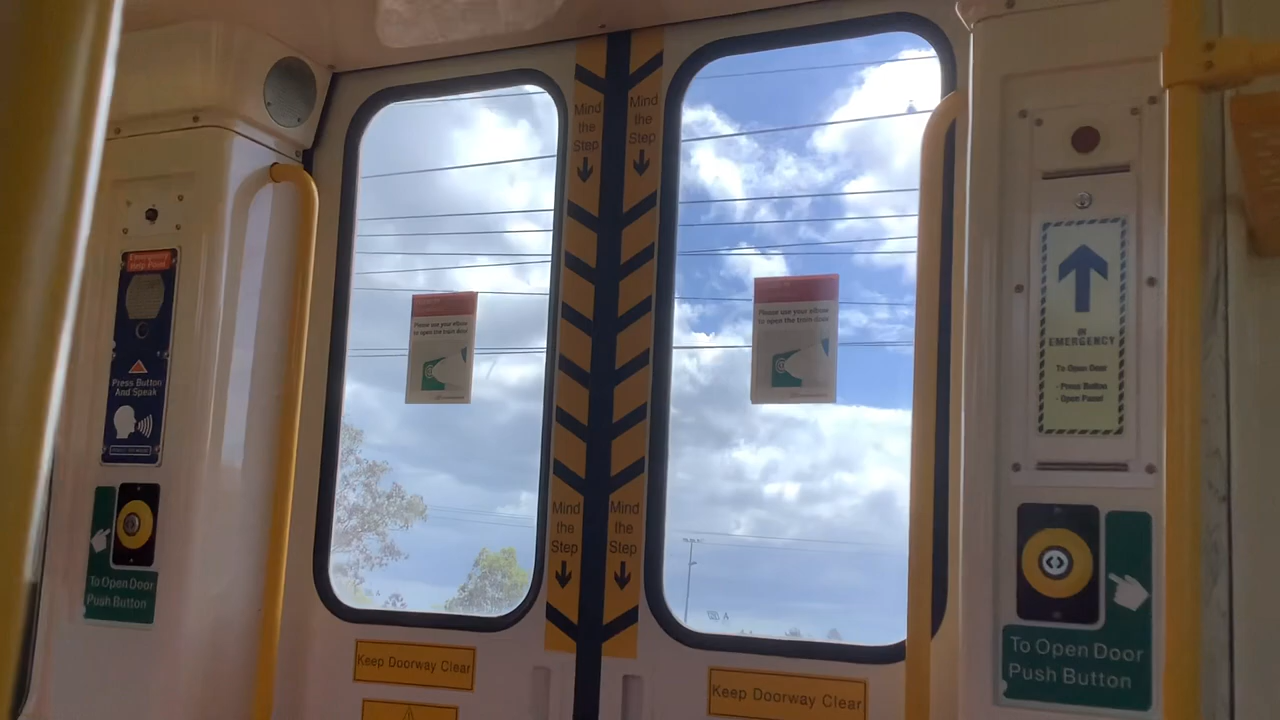 Press Button
And Speak
To Open Door
Push Button
Please use your elbow
to open the train door
Keep Doorway Clear
Mind
the
Step
Mind
the
Step
Mind
the
Step
Mind
the
Step
Please use your elbow
to open the train door
Keep Doorway Clear
IN
EMERGENCY
To Open Door
- Press Button
- Open Panel
To Open Door
Push Button